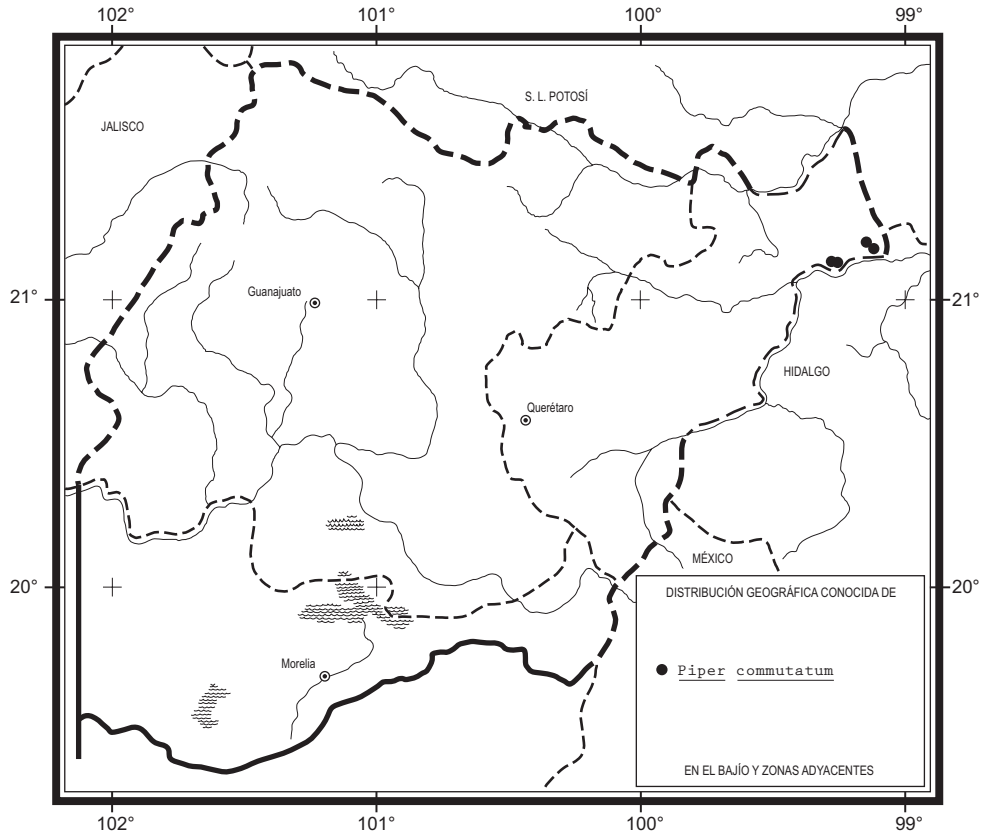 102° 101° 100° 99°
S. L. POTOSÍ
JALISCO
Guanajuato
21° 21°
HIDALGO
Querétaro
MÉXICO
20° 20°
DISTRIBUCIÓN GEOGRÁFICA CONOCIDA DE
Morelia
Piper commutatum
EN EL BAJÍO Y ZONAS ADYACENTES
102° 101° 100° 99°